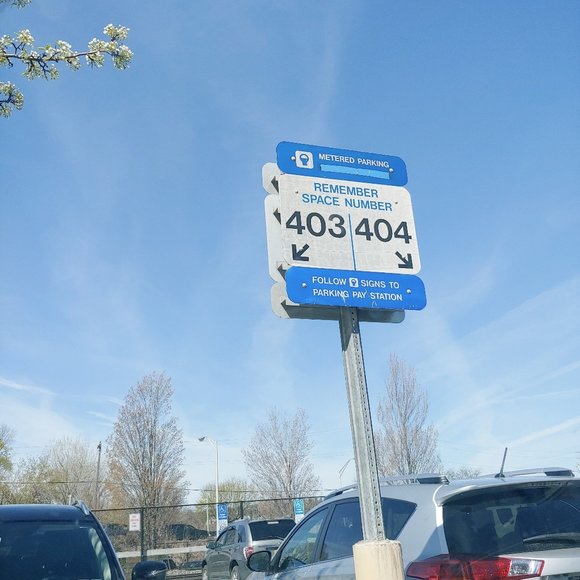 METERED PARKING
REMEMBER
SPACE NUMBER
403 404
FOLLOW SIGNS TO
PARKING PAY STATION